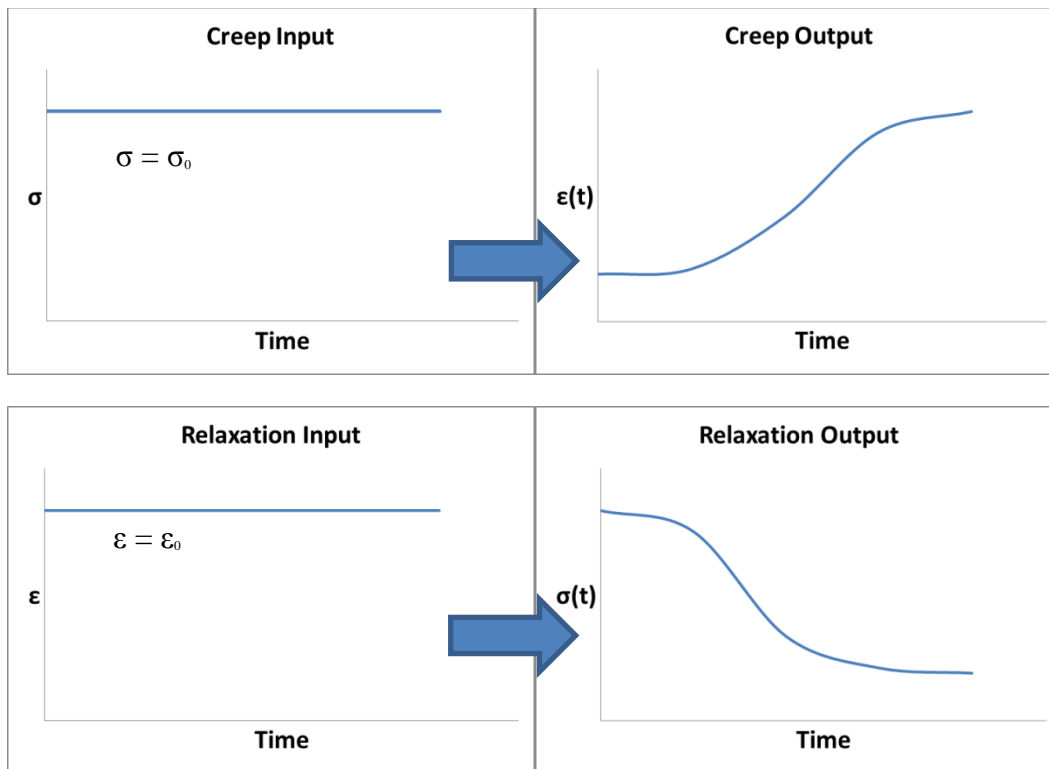 Creep Input
σ = σ₀
σ
Time
Creep Output
ε(t)
Time
Relaxation Input
ε = ε₀
ε
Time
Relaxation Output
σ(t)
Time